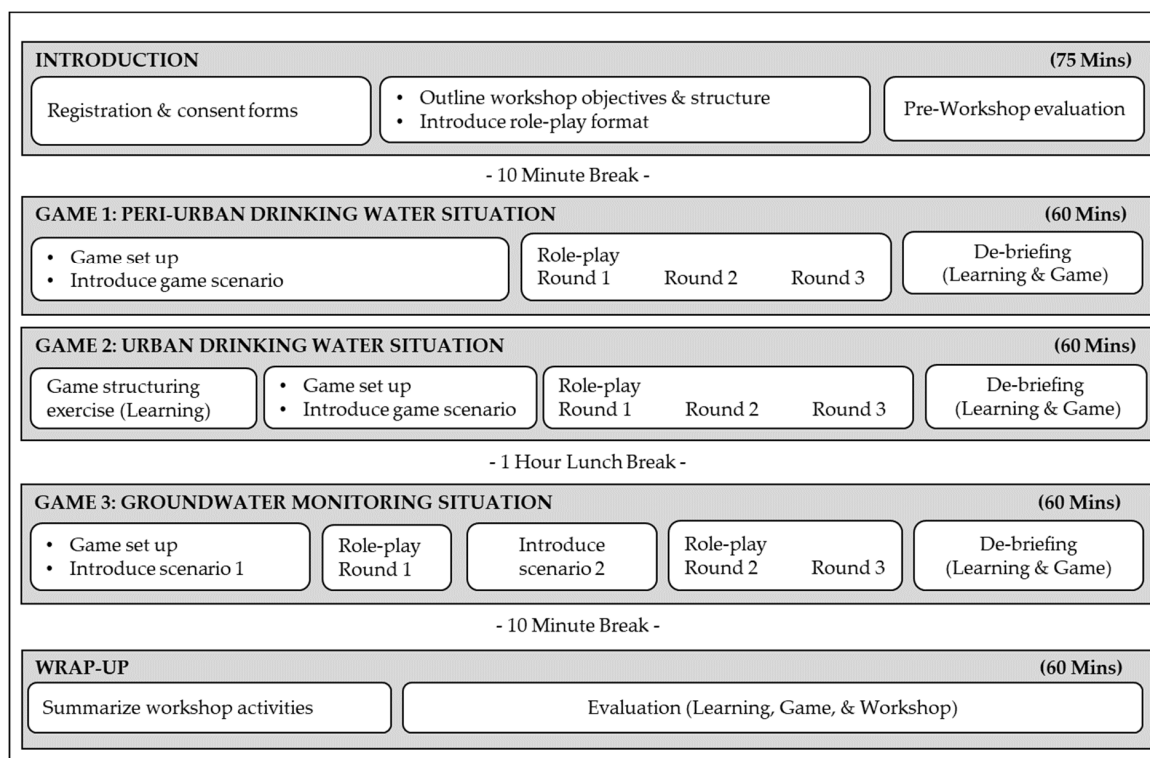 INTRODUCTION (75 Mins)
Registration & consent forms
• Outline workshop objectives & structure
• Introduce role-play format
Pre-Workshop evaluation
- 10 Minute Break -
GAME 1: PERI-URBAN DRINKING WATER SITUATION (60 Mins)
• Game set up
• Introduce game scenario
Role-play
Round 1 Round 2 Round 3
De-briefing
(Learning & Game)
GAME 2: URBAN DRINKING WATER SITUATION (60 Mins)
Game structuring
exercise (Learning)
• Game set up
• Introduce game scenario
Role-play
Round 1 Round 2 Round 3
De-briefing
(Learning & Game)
- 1 Hour Lunch Break -
GAME 3: GROUNDWATER MONITORING SITUATION (60 Mins)
• Game set up
• Introduce scenario 1
Role-play
Round 1
Introduce
scenario 2
Role-play
Round 2 Round 3
De-briefing
(Learning & Game)
- 10 Minute Break -
WRAP-UP (60 Mins)
Summarize workshop activities
Evaluation (Learning, Game, & Workshop)